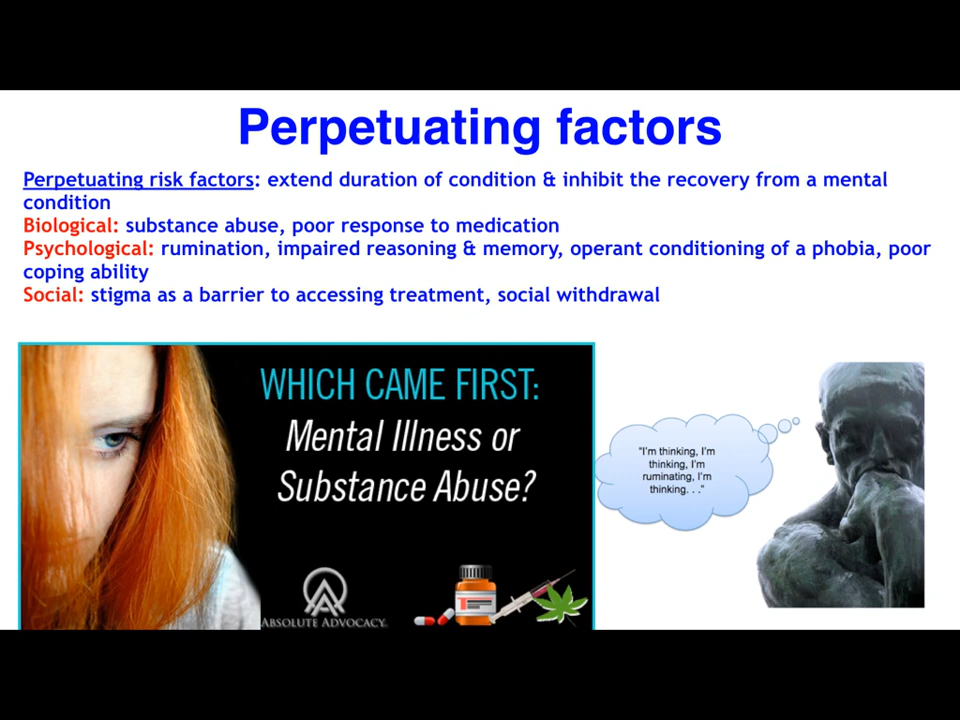 Perpetuating factors
Perpetuating risk factors: extend duration of condition & inhibit the recovery from a mental
condition
Biological: substance abuse, poor response to medication
Psychological: rumination, impaired reasoning & memory, operant conditioning of a phobia, poor
coping ability
Social: stigma as a barrier to accessing treatment, social withdrawal
WHICH CAME FIRST:
Mental Illness or
Substance Abuse?
ABSOLUTE ADVOCACY
"I'm thinking, I'm
thinking, I'm
ruminating, I'm
thinking. . ."